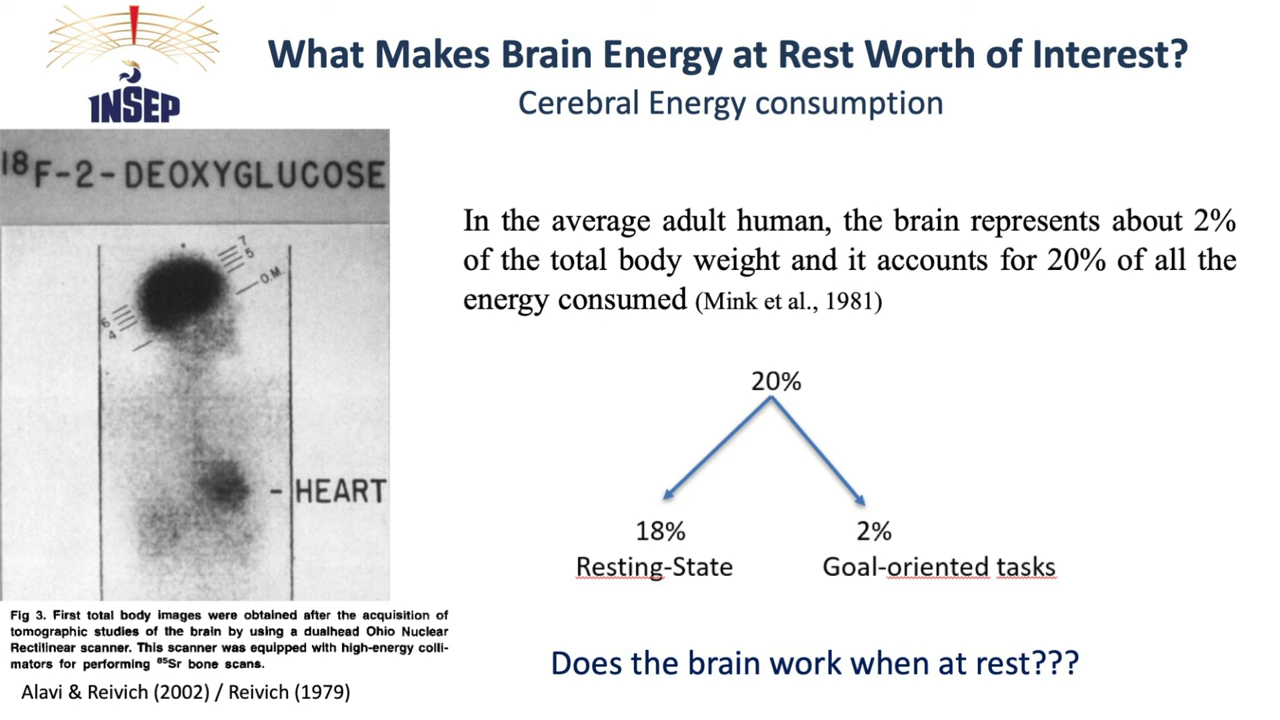 What Makes Brain Energy at Rest Worth of Interest?
Cerebral Energy consumption
INSEP
18F-2-DEOXYGLUCOSE
7
5
O.M.
6
4
- HEART
Fig 3. First total body images were obtained after the acquisition of
tomographic studies of the brain by using a dualhead Ohio Nuclear
Rectilinear scanner. This scanner was equipped with high-energy colli-
mators for performing 85Sr bone scans.
Alavi & Reivich (2002) / Reivich (1979)
In the average adult human, the brain represents about 2%
of the total body weight and it accounts for 20% of all the
energy consumed (Mink et al., 1981)
20%
18%
Resting-State
2%
Goal-oriented tasks
Does the brain work when at rest???